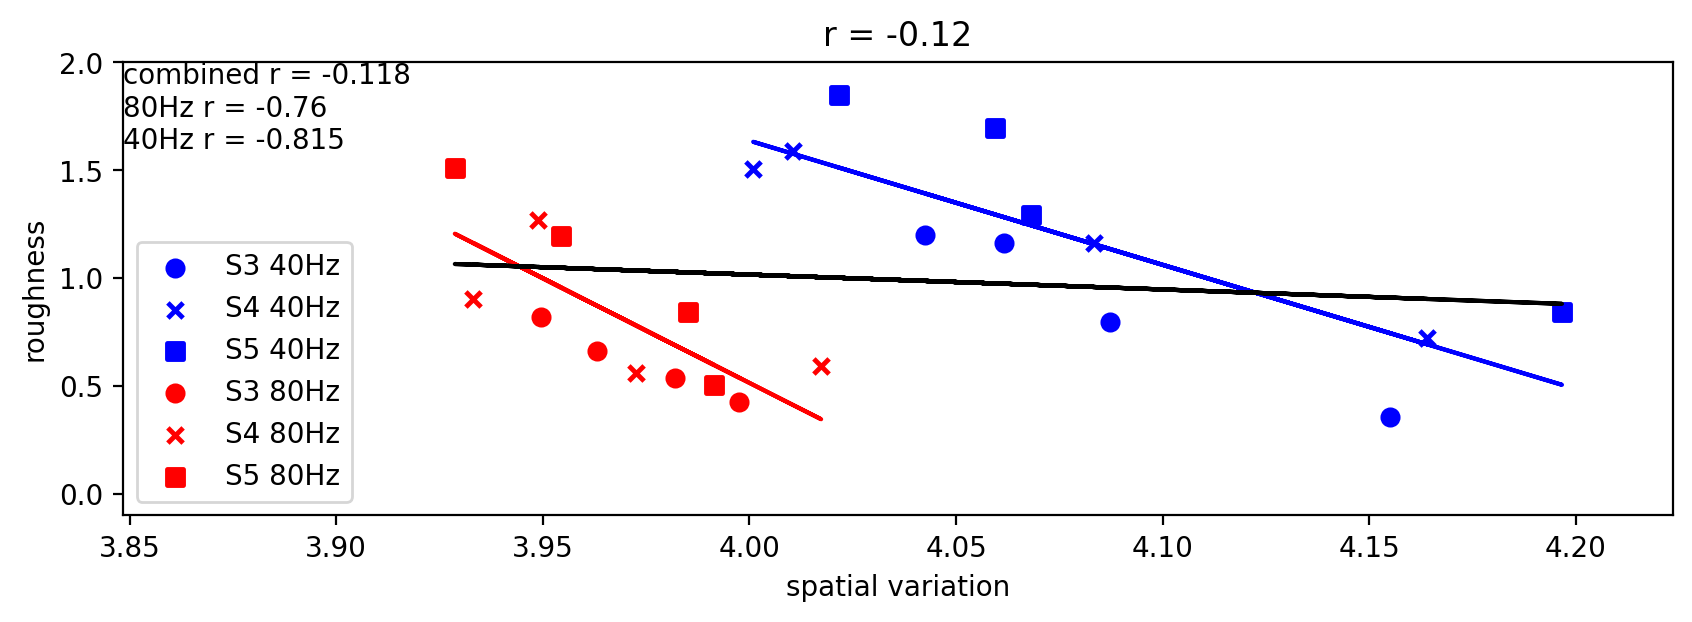 r = -0.12
combined r = -0.118
80Hz r = -0.76
40Hz r = -0.815
2.0
1.5
1.0
0.5
0.0
roughness
S3 40Hz
S4 40Hz
S5 40Hz
S3 80Hz
S4 80Hz
S5 80Hz
3.85 3.90 3.95 4.00 4.05 4.10 4.15 4.20
spatial variation